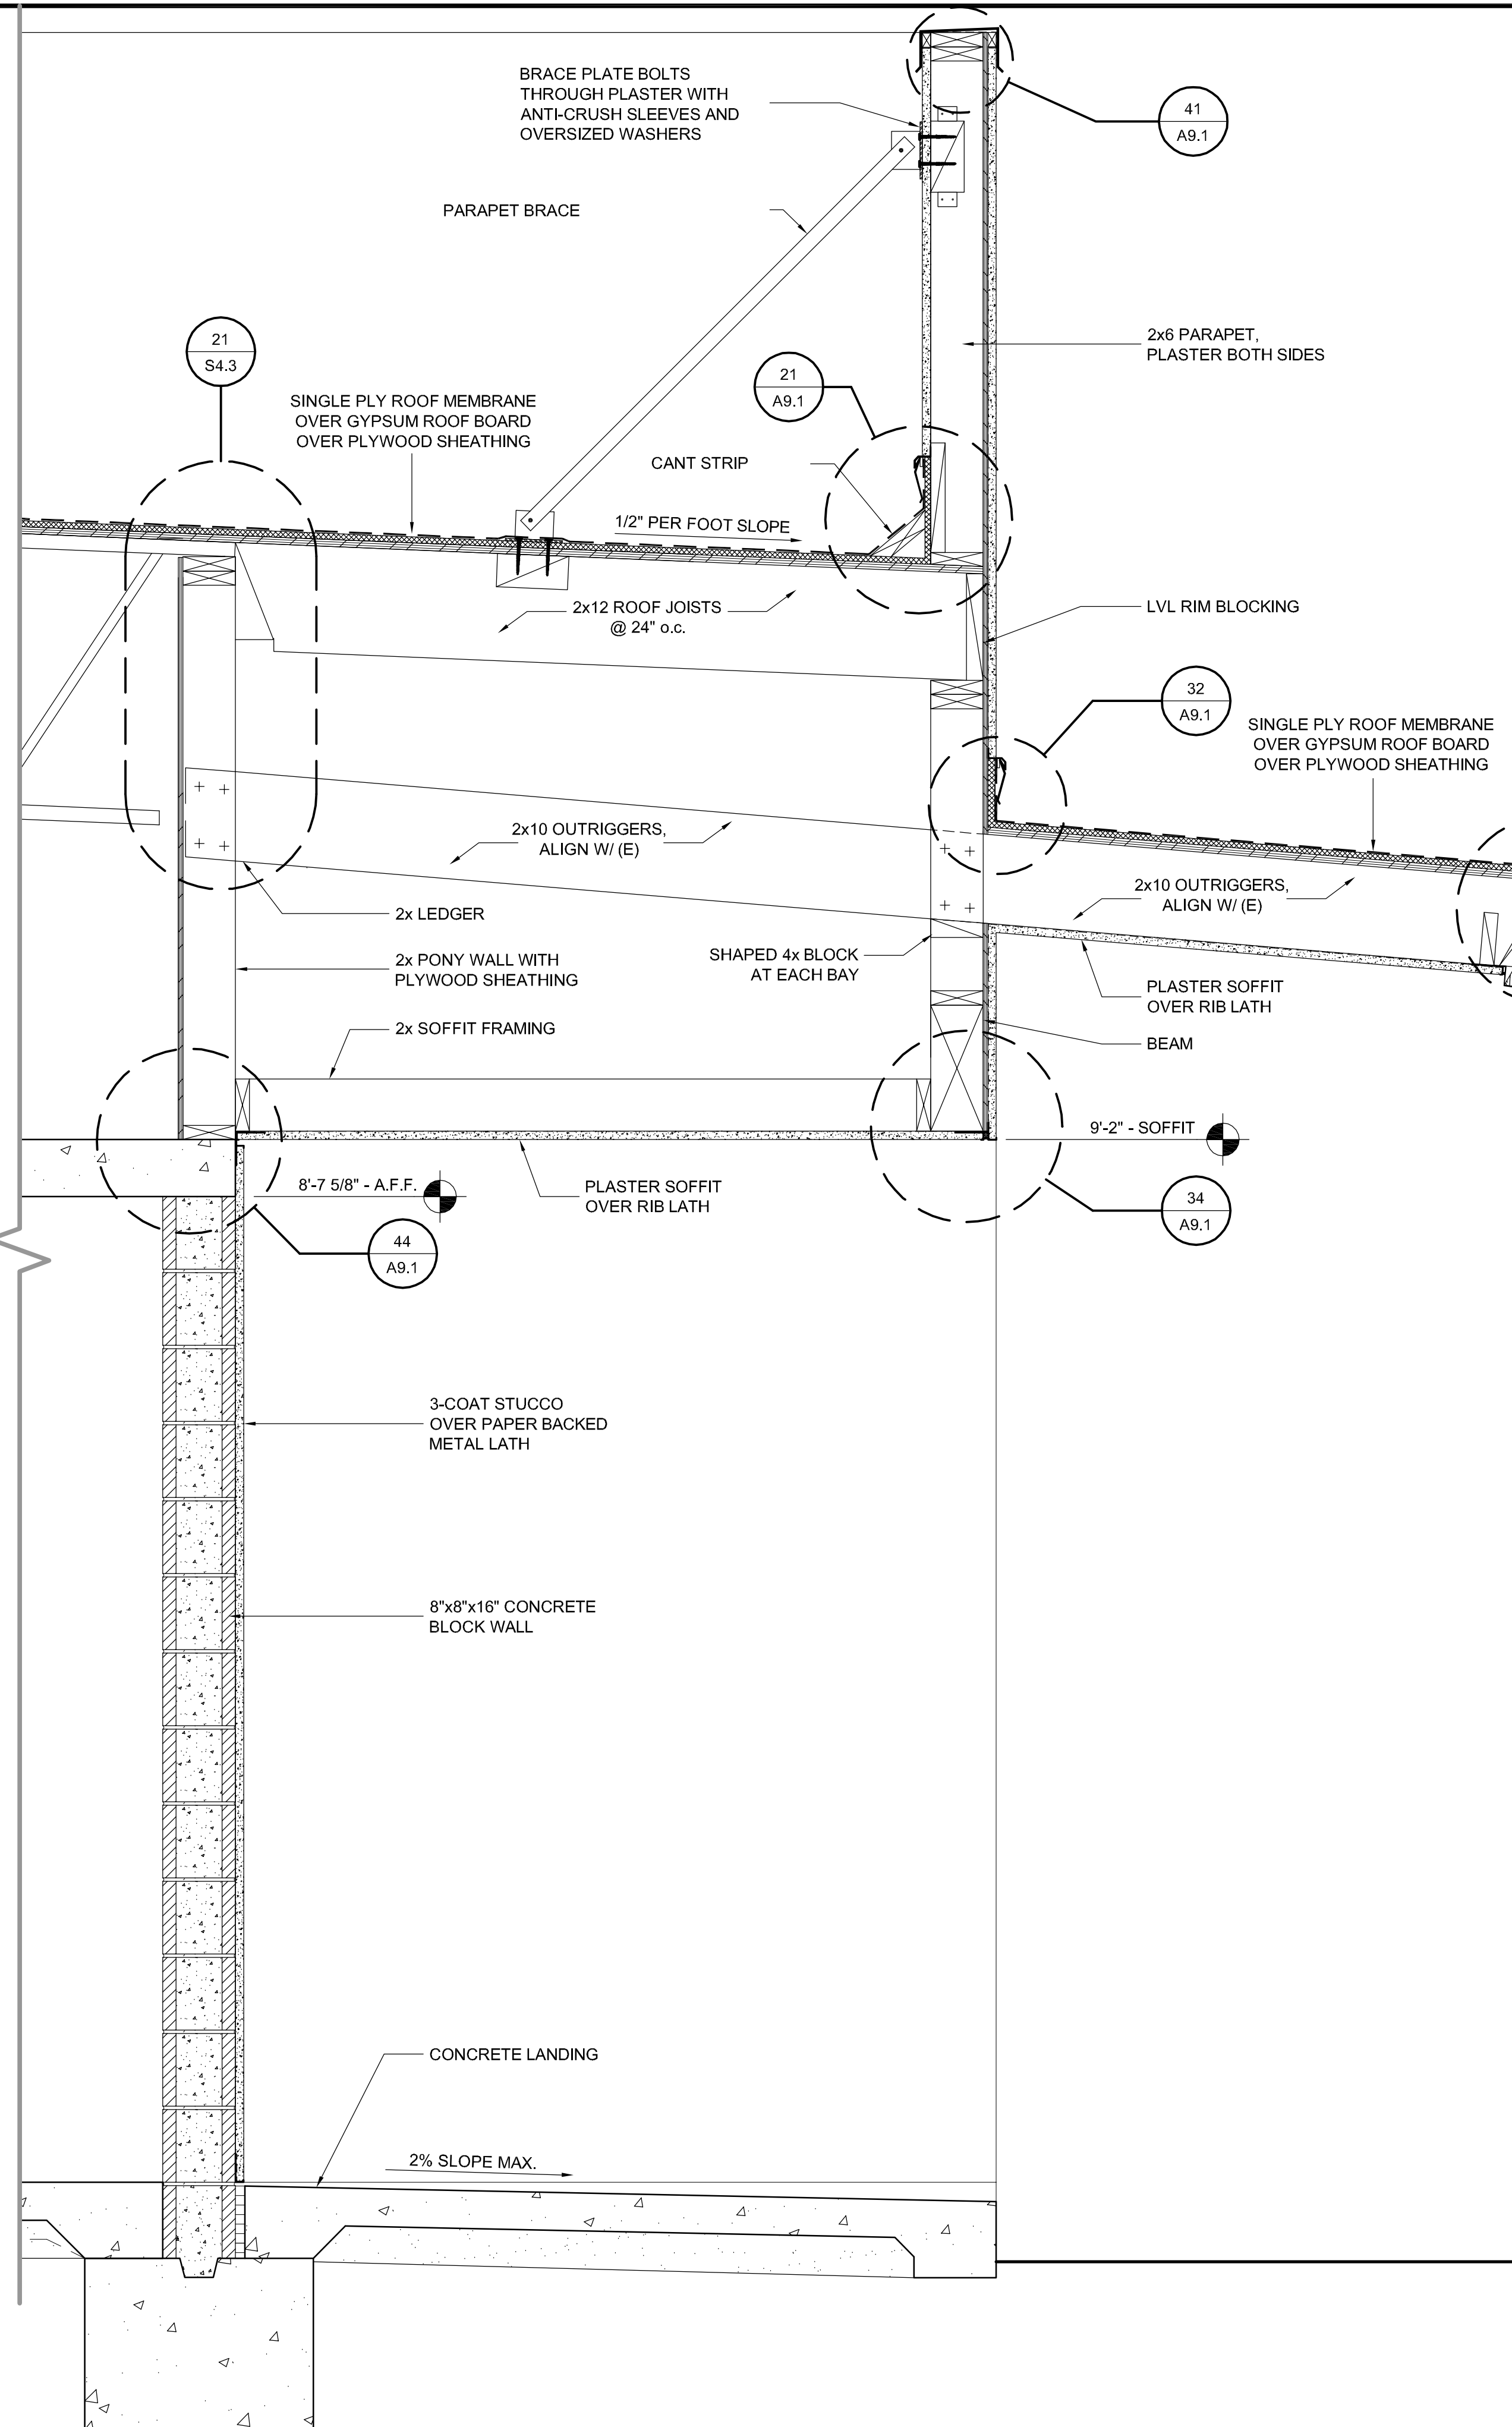 BRACE PLATE BOLTS
THROUGH PLASTER WITH
ANTI-CRUSH SLEEVES AND
OVERSIZED WASHERS
41
A9.1
PARAPET BRACE
2x6 PARAPET,
PLASTER BOTH SIDES
21
S4.3
21
A9.1
SINGLE PLY ROOF MEMBRANE
OVER GYPSUM ROOF BOARD
OVER PLYWOOD SHEATHING
CANT STRIP
1/2" PER FOOT SLOPE
2x12 ROOF JOISTS
@ 24" o.c.
LVL RIM BLOCKING
32
A9.1
SINGLE PLY ROOF MEMBRANE
OVER GYPSUM ROOF BOARD
OVER PLYWOOD SHEATHING
2x10 OUTRIGGERS,
ALIGN W/ (E)
2x10 OUTRIGGERS,
ALIGN W/ (E)
2x LEDGER
2x PONY WALL WITH
PLYWOOD SHEATHING
SHAPED 4x BLOCK
AT EACH BAY
PLASTER SOFFIT
OVER RIB LATH
2x SOFFIT FRAMING
BEAM
9'-2" - SOFFIT
8'-7 5/8" - A.F.F.
PLASTER SOFFIT
OVER RIB LATH
34
A9.1
44
A9.1
3-COAT STUCCO
OVER PAPER BACKED
METAL LATH
8"x8"x16" CONCRETE
BLOCK WALL
CONCRETE LANDING
2% SLOPE MAX.